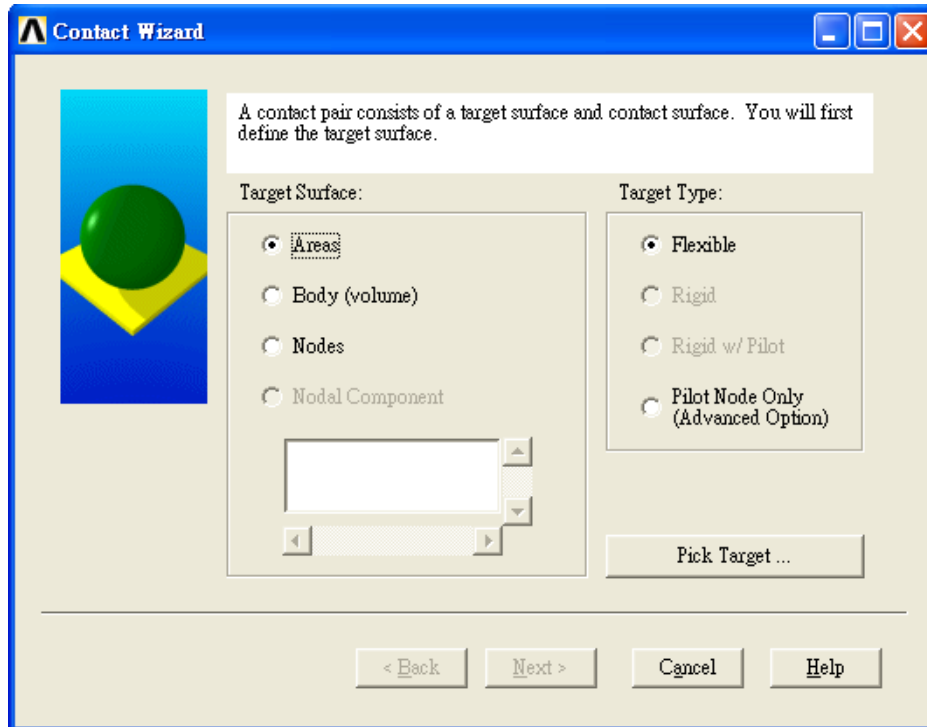 Contact Wizard
A contact pair consists of a target surface and contact surface. You will first
define the target surface.
Target Surface:
Areas
Body (volume)
Nodes
Nodal Component
Target Type:
Flexible
Rigid
Rigid w/ Pilot
Pilot Node Only
(Advanced Option)
Pick Target ...
< Back
Next >
Cancel
Help